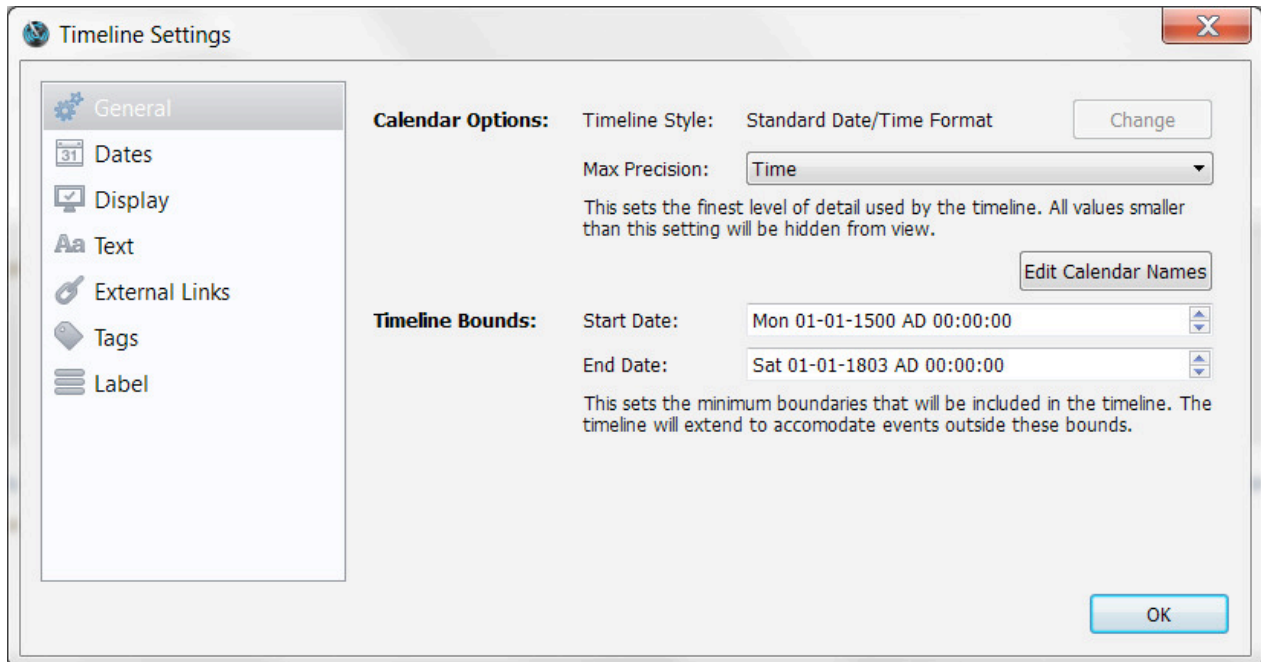 Timeline Settings
General
Dates
Display
Text
External Links
Tags
Label
Calendar Options: Timeline Style: Standard Date/Time Format Change
Max Precision: Time
This sets the finest level of detail used by the timeline. All values smaller
than this setting will be hidden from view.
Edit Calendar Names
Timeline Bounds: Start Date: Mon 01-01-1500 AD 00:00:00
End Date: Sat 01-01-1803 AD 00:00:00
This sets the minimum boundaries that will be included in the timeline. The
timeline will extend to accomodate events outside these bounds.
OK